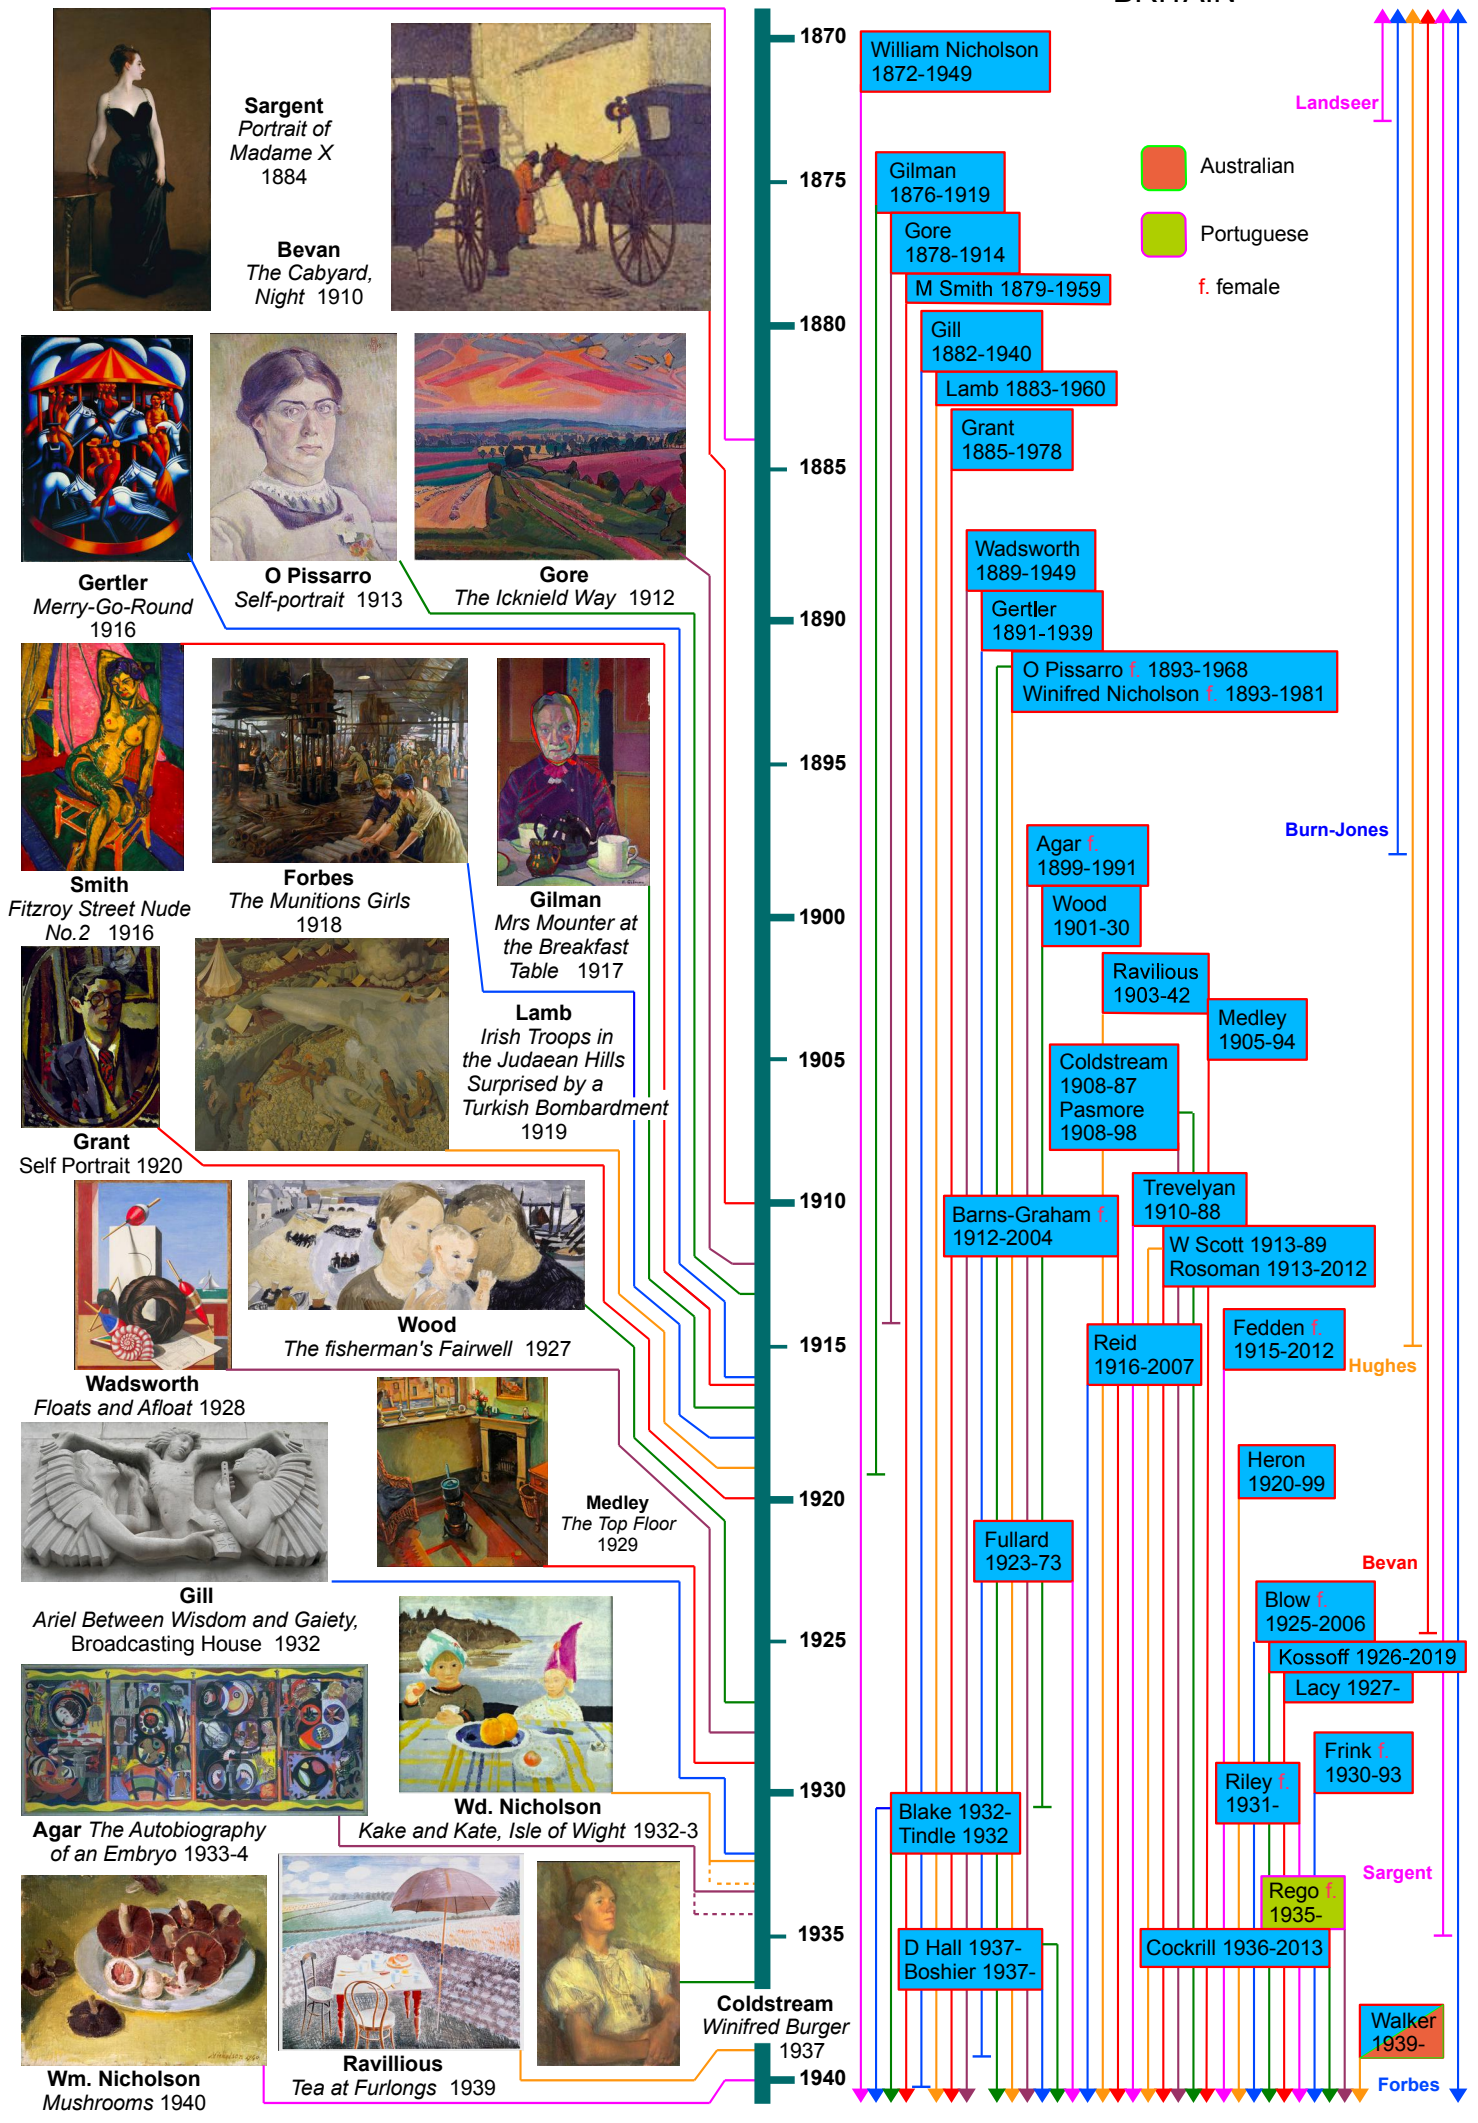 BRITAIN
Sargent
Portrait of
Madame X
1884
Bevan
The Cabyard,
Night 1910
Gertler
Merry-Go-Round
1916
O Pissarro
Self-portrait 1913
Gore
The Icknield Way 1912
Smith
Fitzroy Street Nude
No.2 1916
Forbes
The Munitions Girls
1918
Gilman
Mrs Mounter at
the Breakfast
Table 1917
Lamb
Irish Troops in
the Judaean Hills
Surprised by a
Turkish Bombardment
1919
Grant
Self Portrait 1920
Wood
The fisherman's Fairwell 1927
Wadsworth
Floats and Afloat 1928
Medley
The Top Floor
1929
Gill
Ariel Between Wisdom and Gaiety,
Broadcasting House 1932
Wd. Nicholson
Kake and Kate, Isle of Wight 1932-3
Agar The Autobiography
of an Embryo 1933-4
Coldstream
Winifred Burger
1937
Ravillious
Tea at Furlongs 1939
Wm. Nicholson
Mushrooms 1940
1870
1875
1880
1885
1890
1895
1900
1905
1910
1915
1920
1925
1930
1935
1940
William Nicholson
1872-1949
Landseer
Gilman
1876-1919
Australian
Gore
1878-1914
Portuguese
M Smith 1879-1959
f. female
Gill
1882-1940
Lamb 1883-1960
Grant
1885-1978
Wadsworth
1889-1949
Gertler
1891-1939
O Pissarro f. 1893-1968
Winifred Nicholson f. 1893-1981
Burn-Jones
Agar f.
1899-1991
Wood
1901-30
Ravilious
1903-42
Medley
1905-94
Coldstream
1908-87
Pasmore
1908-98
Trevelyan
1910-88
Barns-Graham f.
1912-2004
W Scott 1913-89
Rosoman 1913-2012
Fedden f.
1915-2012
Reid
1916-2007
Hughes
Heron
1920-99
Fullard
1923-73
Bevan
Blow f.
1925-2006
Kossoff 1926-2019
Lacy 1927-
Frink f.
1930-93
Riley f.
1931-
Blake 1932-
Tindle 1932
Sargent
Rego f.
1935-
D Hall 1937-
Boshier 1937-
Cockrill 1936-2013
Walker
1939-
Forbes